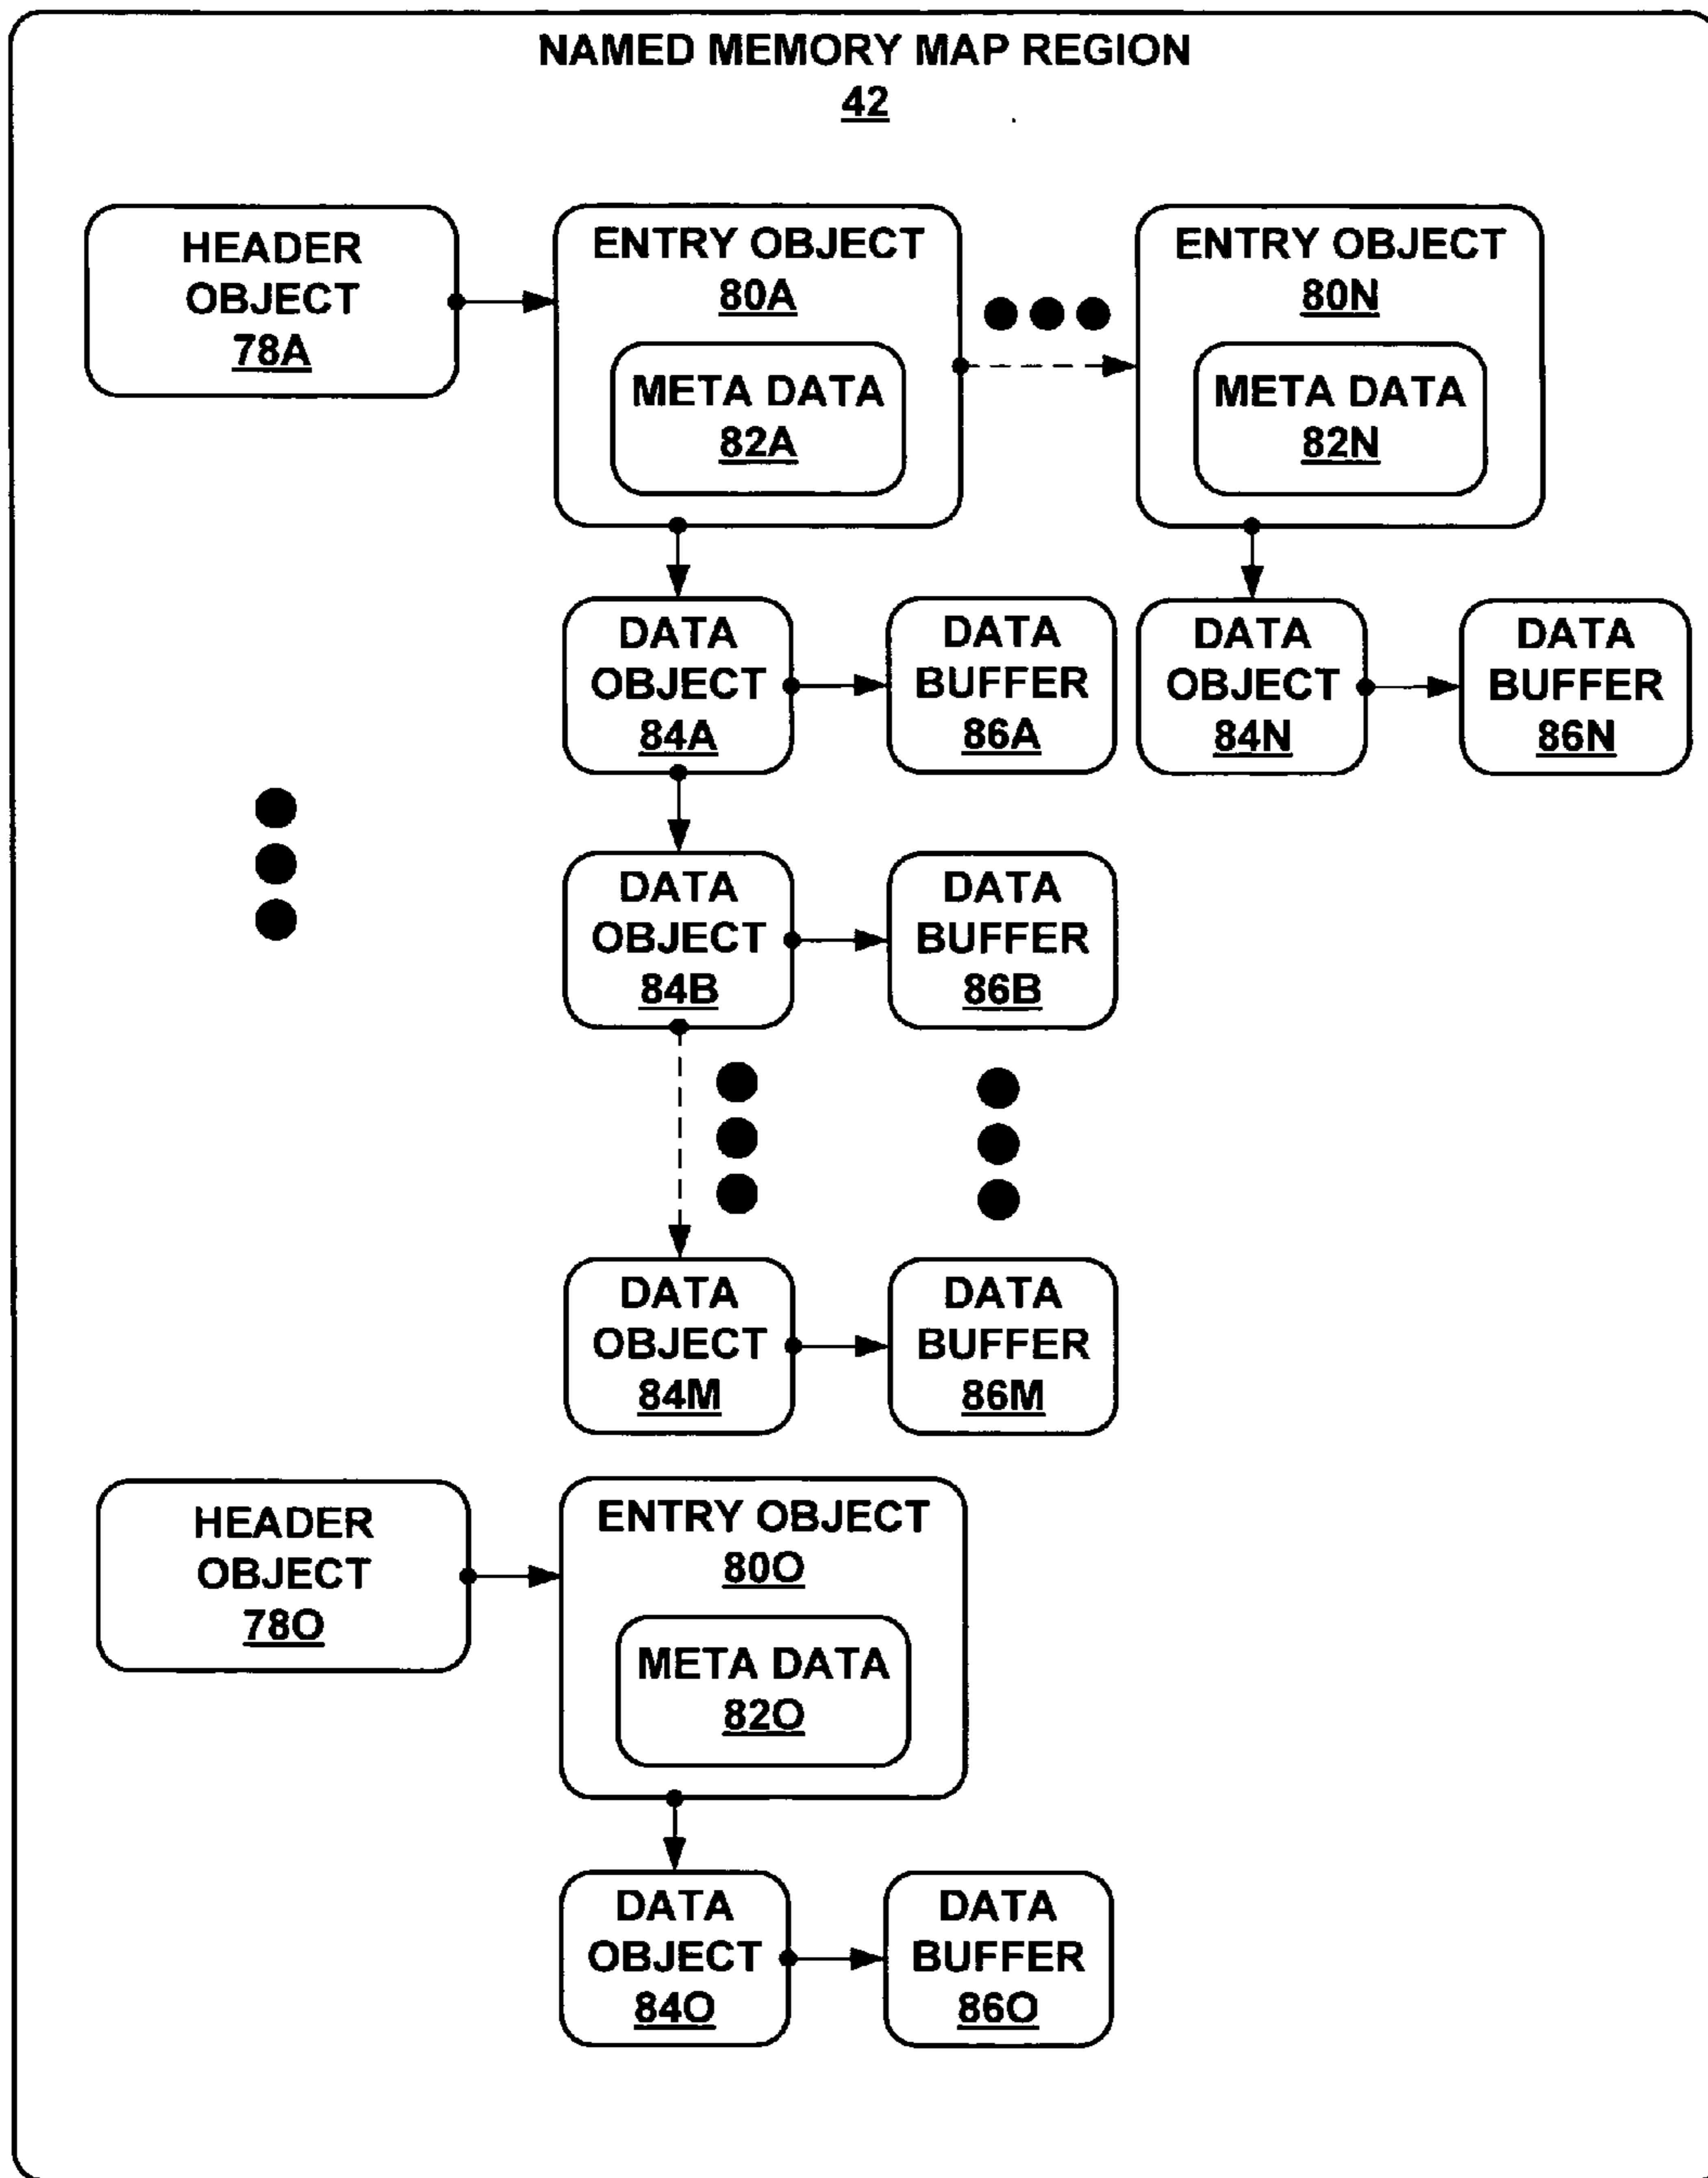 NAMED MEMORY MAP REGION
42
HEADER
OBJECT
78A
ENTRY OBJECT
80A
META DATA
82A
ENTRY OBJECT
80N
META DATA
82N
DATA
OBJECT
84A
DATA
BUFFER
86A
DATA
OBJECT
84N
DATA
BUFFER
86N
DATA
OBJECT
84B
DATA
BUFFER
86B
DATA
OBJECT
84M
DATA
BUFFER
86M
HEADER
OBJECT
78O
ENTRY OBJECT
80O
META DATA
82O
DATA
OBJECT
84O
DATA
BUFFER
86O